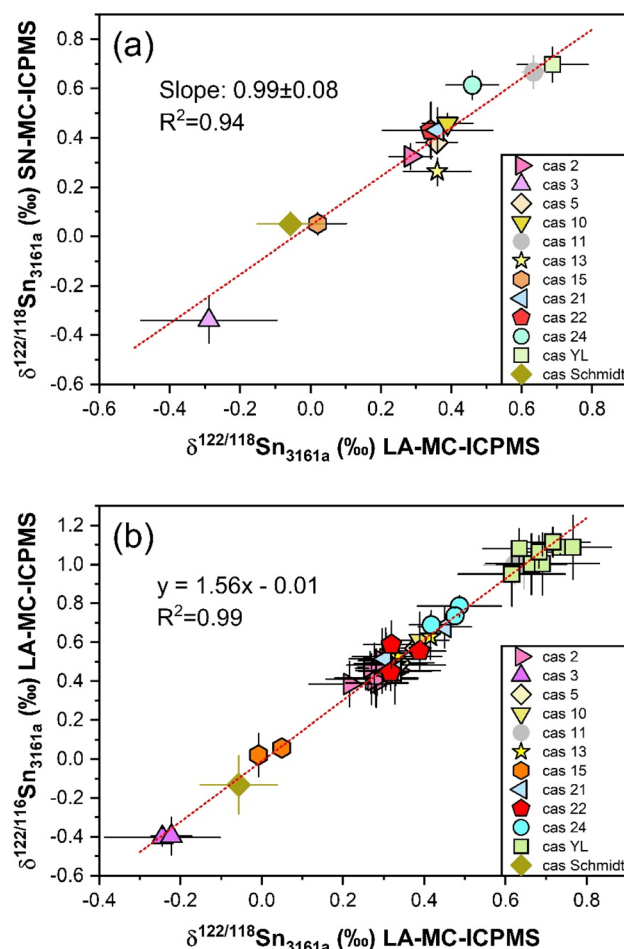 (a)
Slope: 0.99±0.08
R²=0.94
δ¹²²/¹¹⁸Sn₃₁₆₁ₐ (‰) SN-MC-ICPMS
0.8
0.6
0.4
0.2
0.0
-0.2
-0.4
-0.6
cas 2
cas 3
cas 5
cas 10
cas 11
cas 13
cas 15
cas 21
cas 22
cas 24
cas YL
cas Schmidt
-0.6 -0.4 -0.2 0.0 0.2 0.4 0.6 0.8
δ¹²²/¹¹⁸Sn₃₁₆₁ₐ (‰) LA-MC-ICPMS
(b)
y = 1.56x - 0.01
R²=0.99
δ¹²²/¹¹⁶Sn₃₁₆₁ₐ (‰) LA-MC-ICPMS
1.2
1.0
0.8
0.6
0.4
0.2
0.0
-0.2
-0.4
-0.6
cas 2
cas 3
cas 5
cas 10
cas 11
cas 13
cas 15
cas 21
cas 22
cas 24
cas YL
cas Schmidt
-0.4 -0.2 0.0 0.2 0.4 0.6 0.8
δ¹²²/¹¹⁸Sn₃₁₆₁ₐ (‰) LA-MC-ICPMS